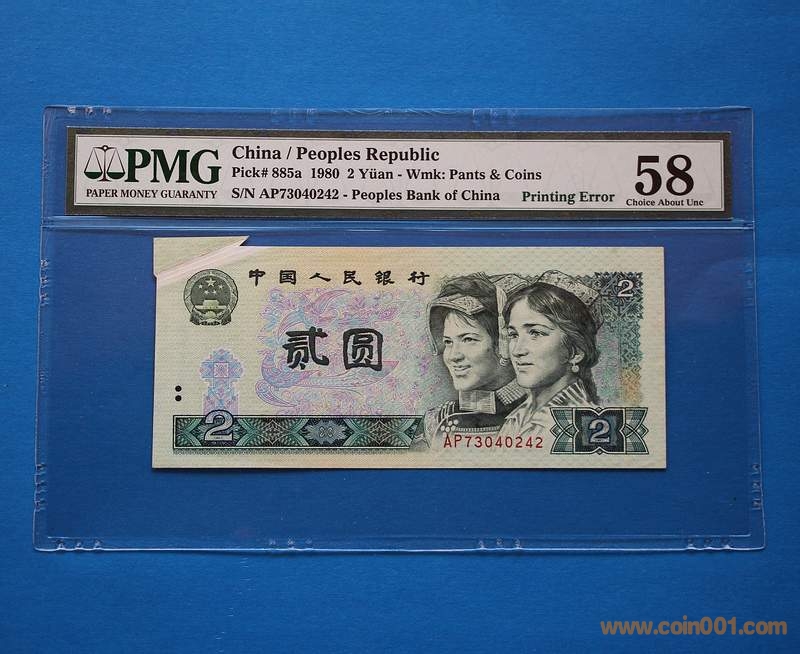 PMG
PAPER MONEY GUARANTY
China / Peoples Republic
Pick# 885a 1980 2 Yüan - Wmk: Pants & Coins
S/N AP73040242 - Peoples Bank of China
Printing Error
58
Choice About Unc
中国人民银行
2
贰圆
2
AP73040242
2
www.coin001.com